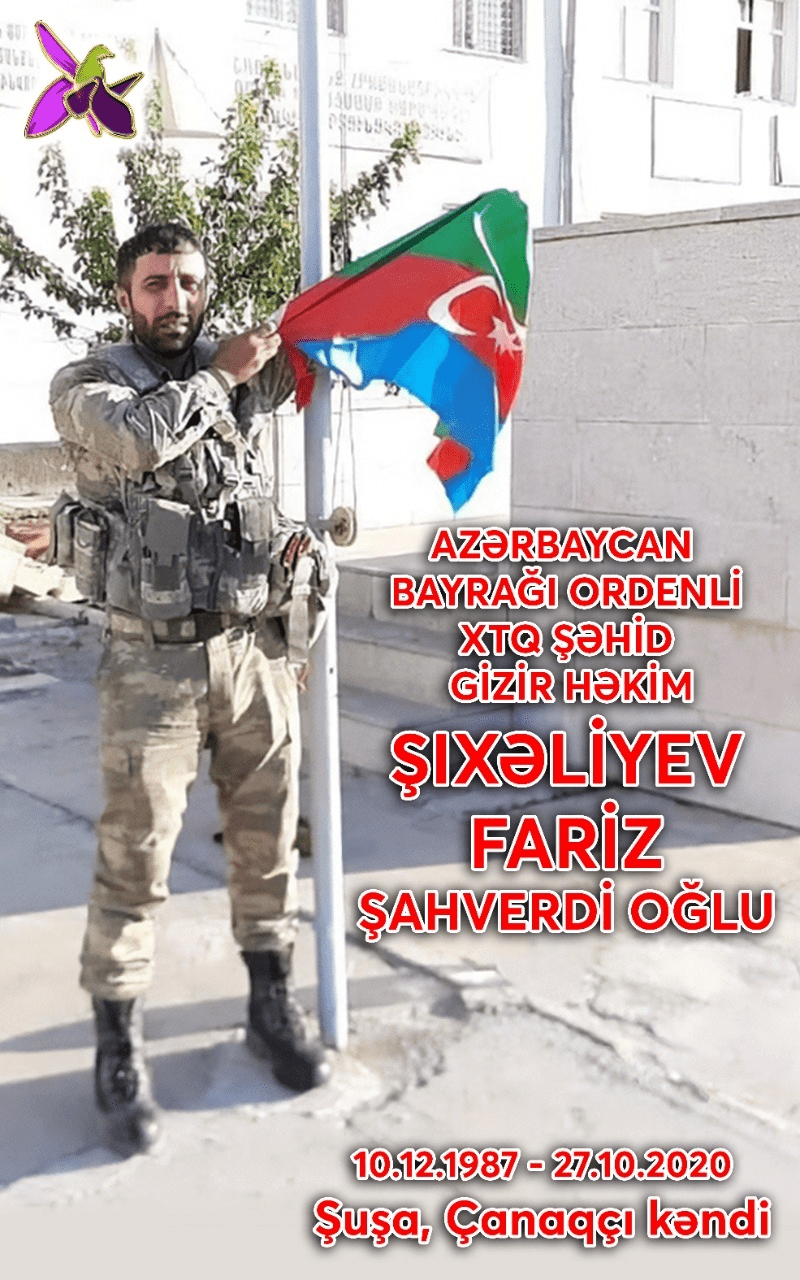 AZƏRBAYCAN
BAYRAĞI ORDENLİ
XTQ ŞƏHİD
GİZİR HƏKİM
ŞIXƏLİYEV
FARİZ
ŞAHVERDİ OĞLU
10.12.1987 - 27.10.2020
Şuşa, Çanaqçı kəndi